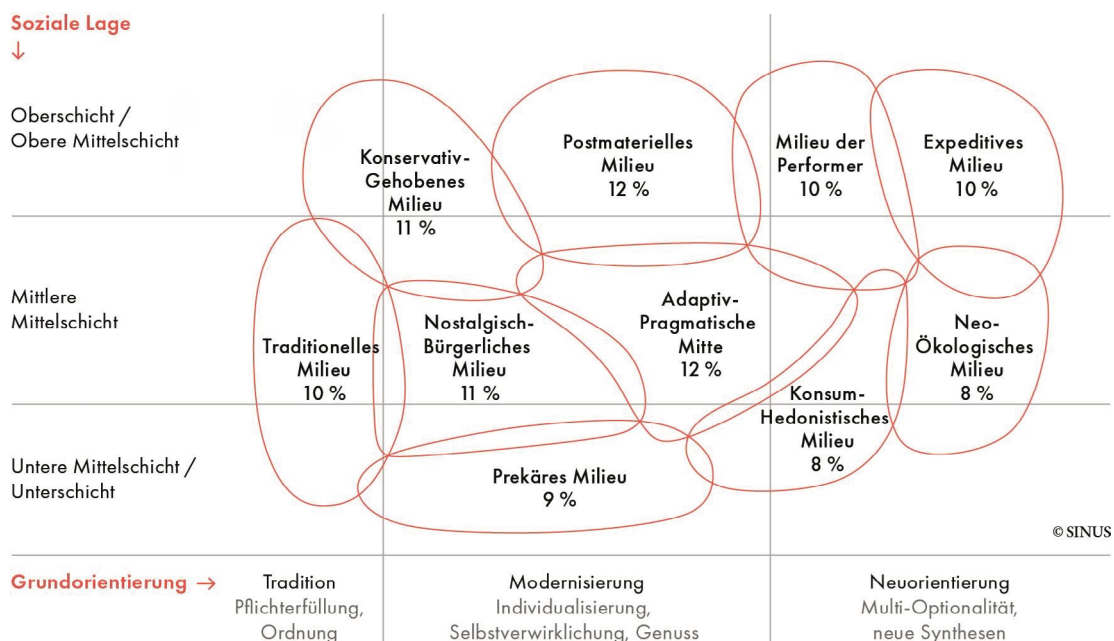 Soziale Lage
↓
Oberschicht /
Obere Mittelschicht
Konservativ-
Gehobenes
Milieu
11 %
Postmaterielles
Milieu
12 %
Milieu der
Performer
10 %
Expeditives
Milieu
10 %
Mittlere
Mittelschicht
Traditionelles
Milieu
10 %
Nostalgisch-
Bürgerliches
Milieu
11 %
Adaptiv-
Pragmatische
Mitte
12 %
Neo-
Ökologisches
Milieu
8 %
Konsum-
Hedonistisches
Milieu
8 %
Untere Mittelschicht /
Unterschicht
Prekäres Milieu
9 %
© SINUS
Grundorientierung →
Tradition
Pflichterfüllung,
Ordnung
Modernisierung
Individualisierung,
Selbstverwirklichung, Genuss
Neuorientierung
Multi-Optionalität,
neue Synthesen